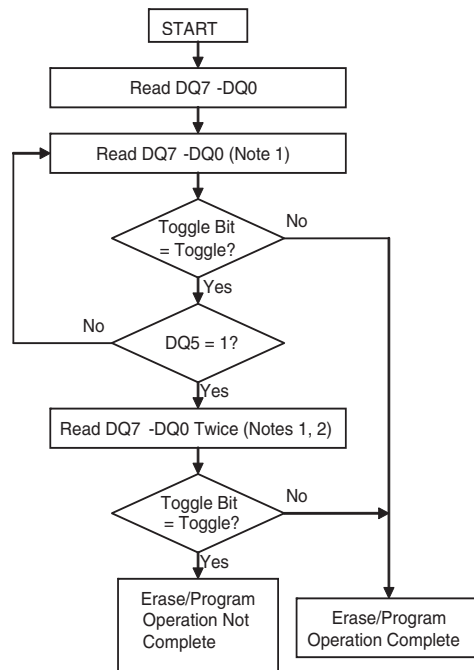 START
Read DQ7 -DQ0
Read DQ7 -DQ0 (Note 1)
Toggle Bit
= Toggle?
No
Yes
No
DQ5 = 1?
Yes
Read DQ7 -DQ0 Twice (Notes 1, 2)
Toggle Bit
= Toggle?
No
Yes
Erase/Program
Operation Not
Complete
Erase/Program
Operation Complete